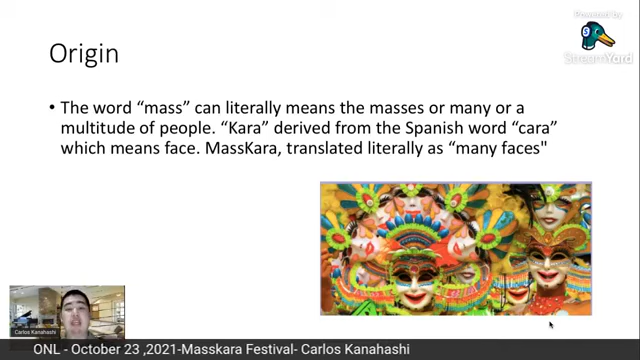 Powered by
StreamYard
Origin
• The word “mass” can literally means the masses or many or a
multitude of people. “Kara” derived from the Spanish word “cara”
which means face. MassKara, translated literally as “many faces"
Carlos Kanahashi
ONL - October 23 ,2021-Masskara Festival- Carlos Kanahashi